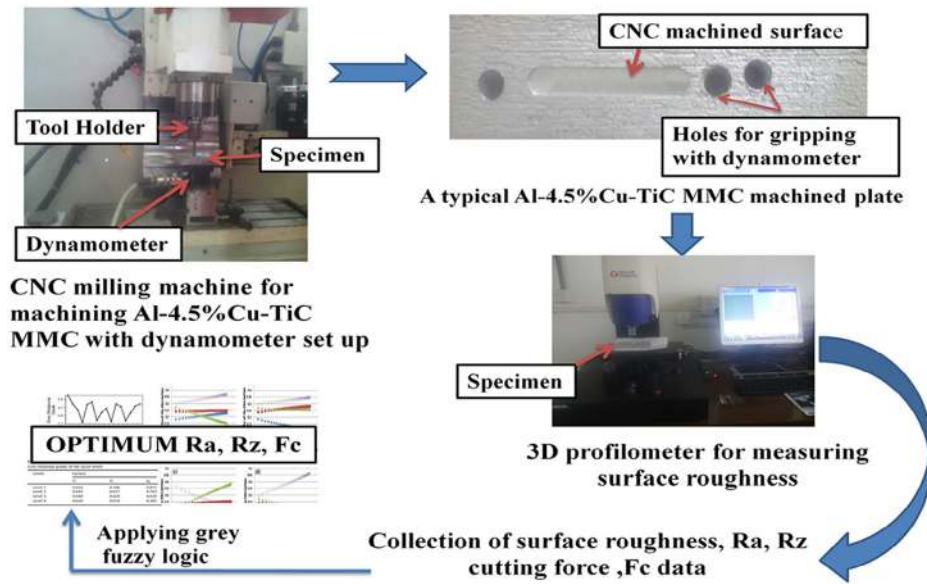 Tool Holder
Specimen
Dynamometer
CNC milling machine for
machining Al-4.5%Cu-TiC
MMC with dynamometer set up
CNC machined surface
Holes for gripping
with dynamometer
A typical Al-4.5%Cu-TiC MMC machined plate
Specimen
3D profilometer for measuring
surface roughness
Collection of surface roughness, Ra, Rz
cutting force ,Fc data
Applying grey
fuzzy logic
OPTIMUM Ra, Rz, Fc